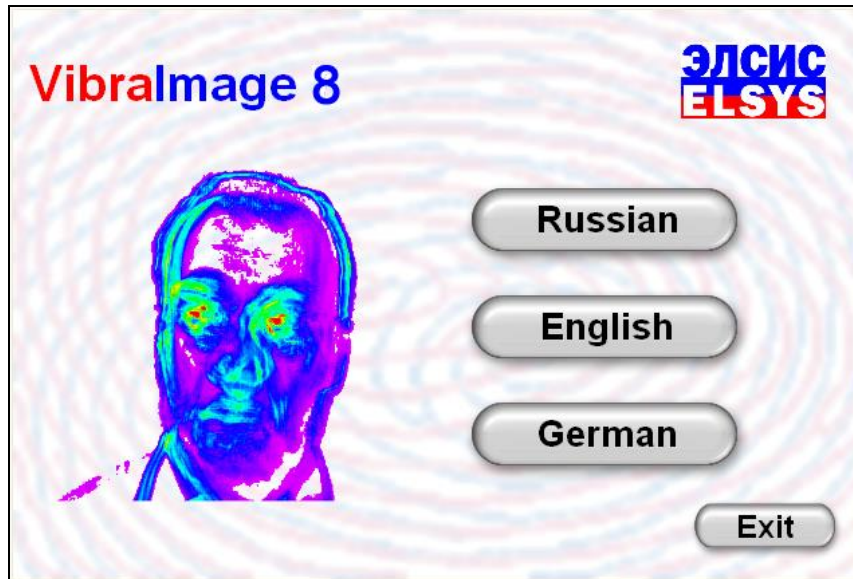 VibraImage 8
ЭЛСИС
ELSYS
Russian
English
German
Exit